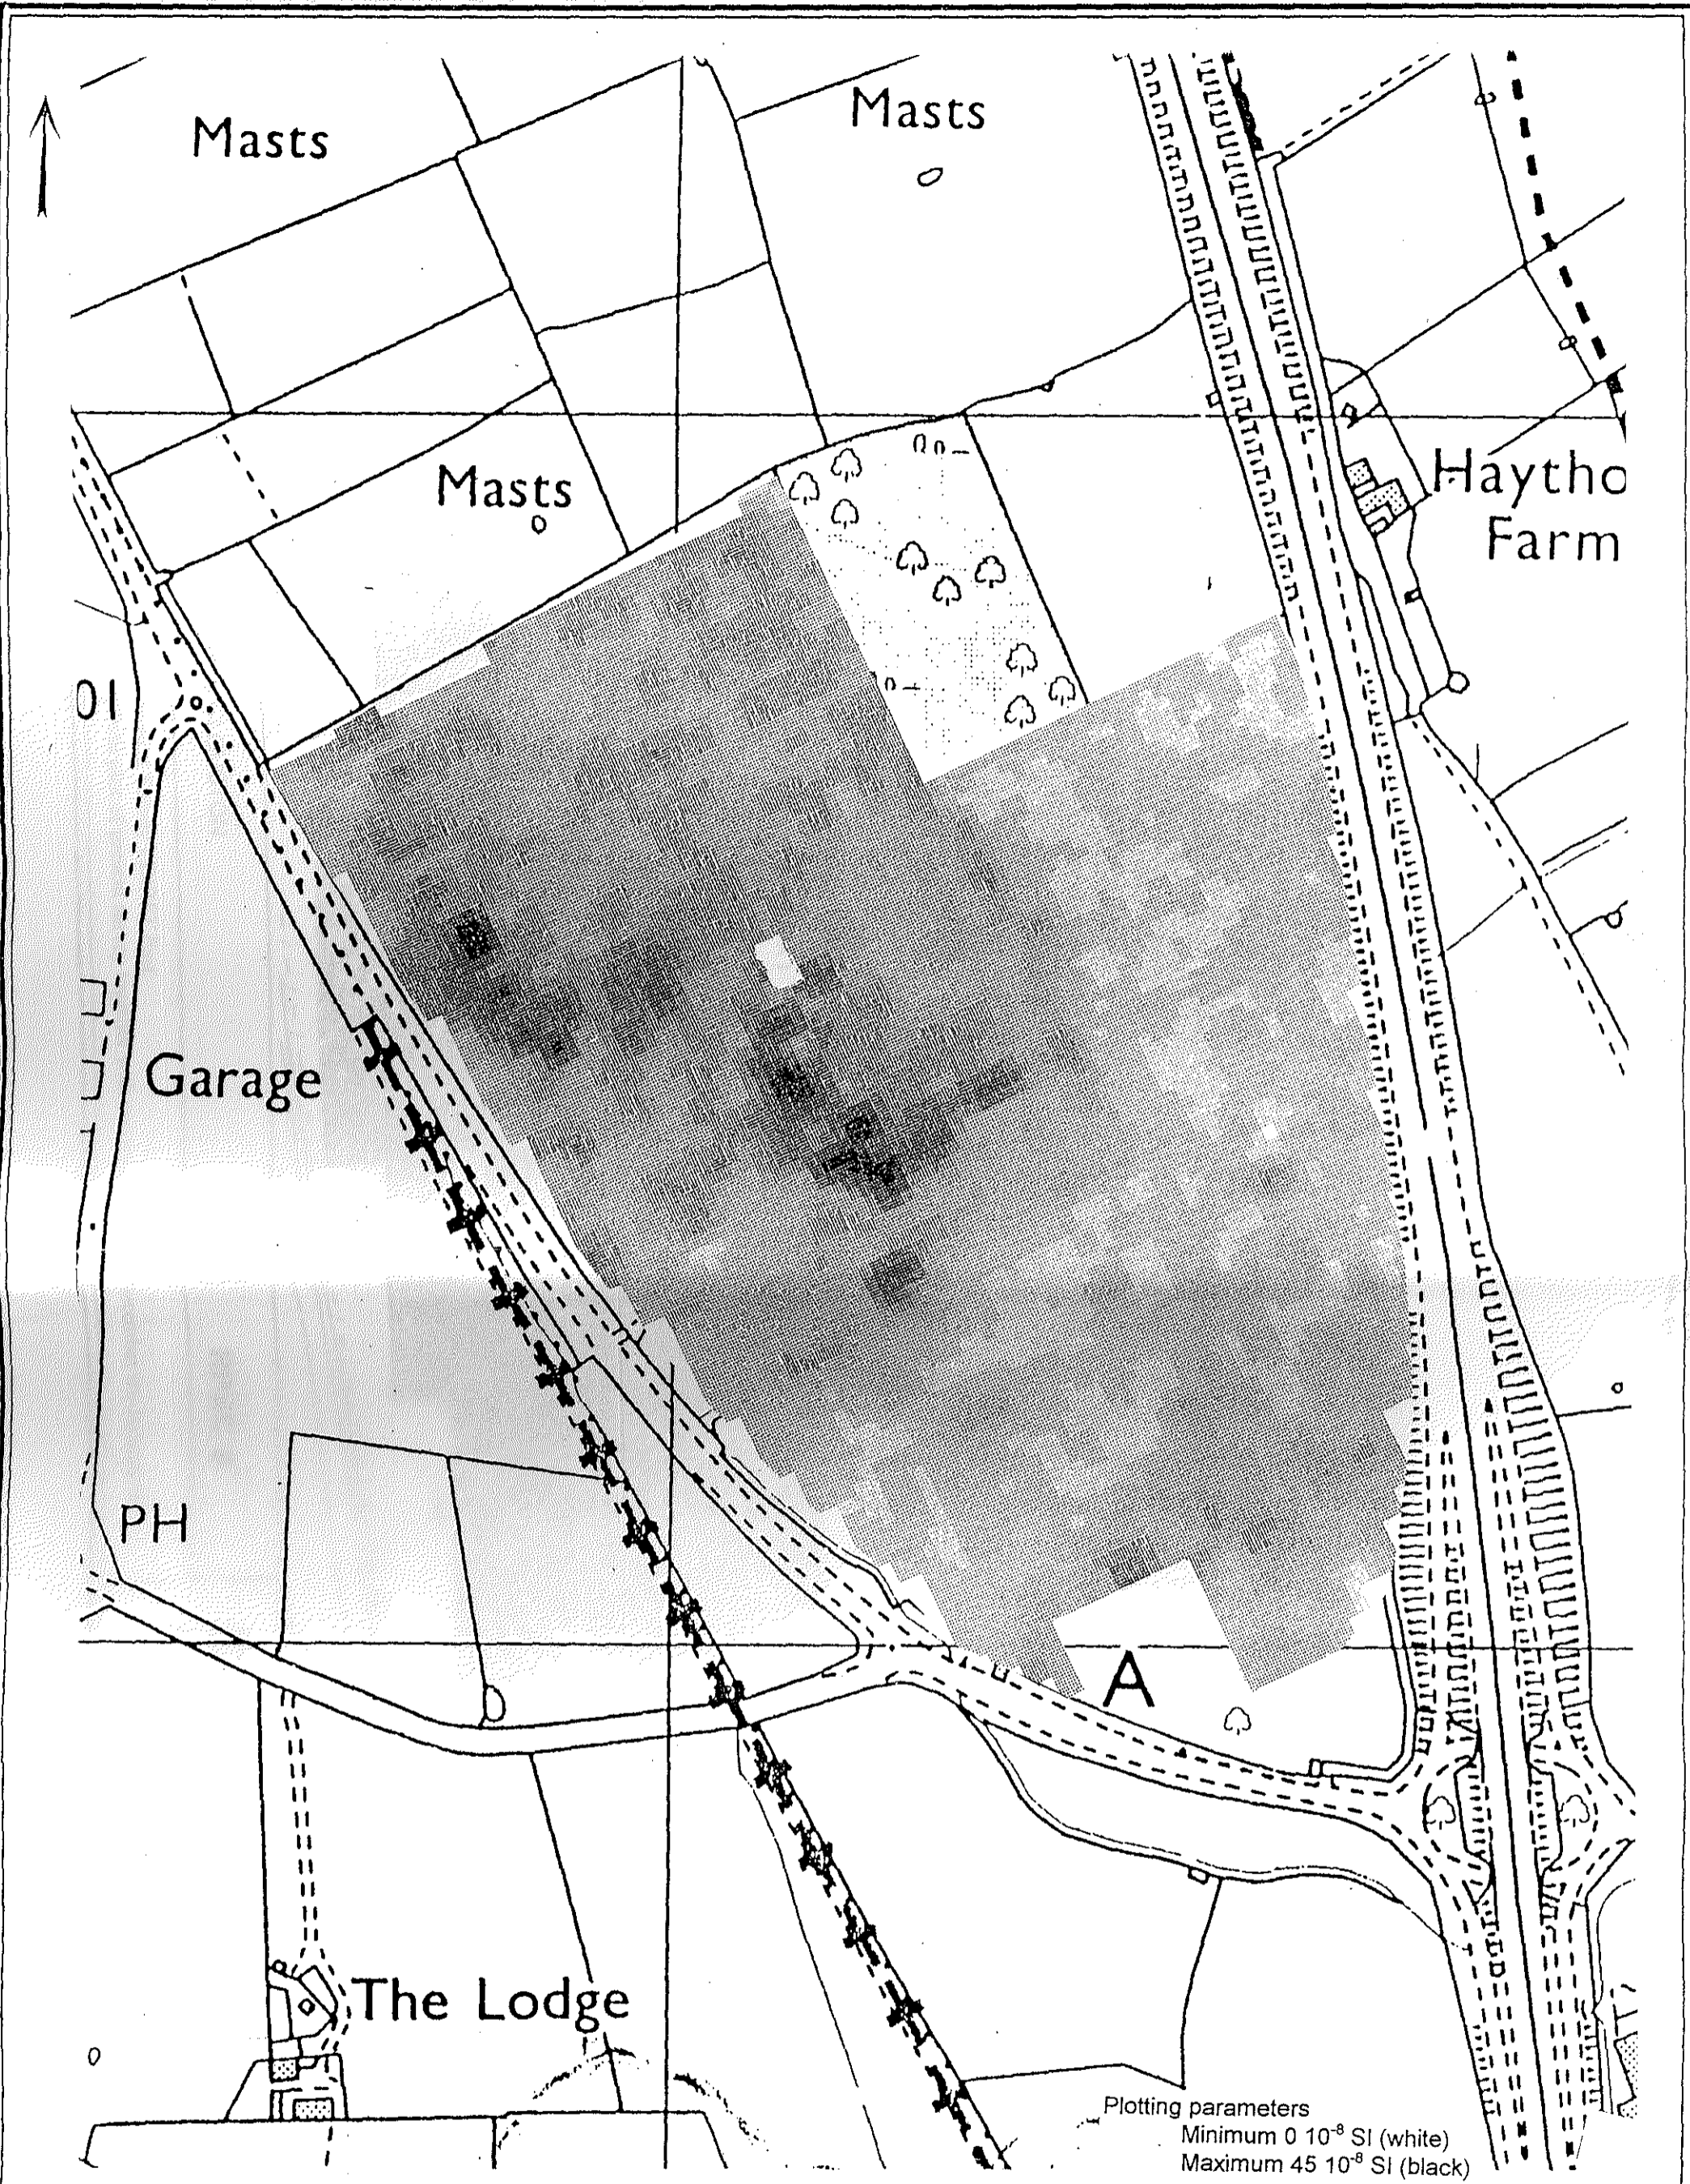 Masts
Masts
Masts
Haytho
Farm
01
Garage
PH
A
The Lodge
Plotting parameters
Minimum 0 10⁻⁸ SI (white)
Maximum 45 10⁻⁸ SI (black)